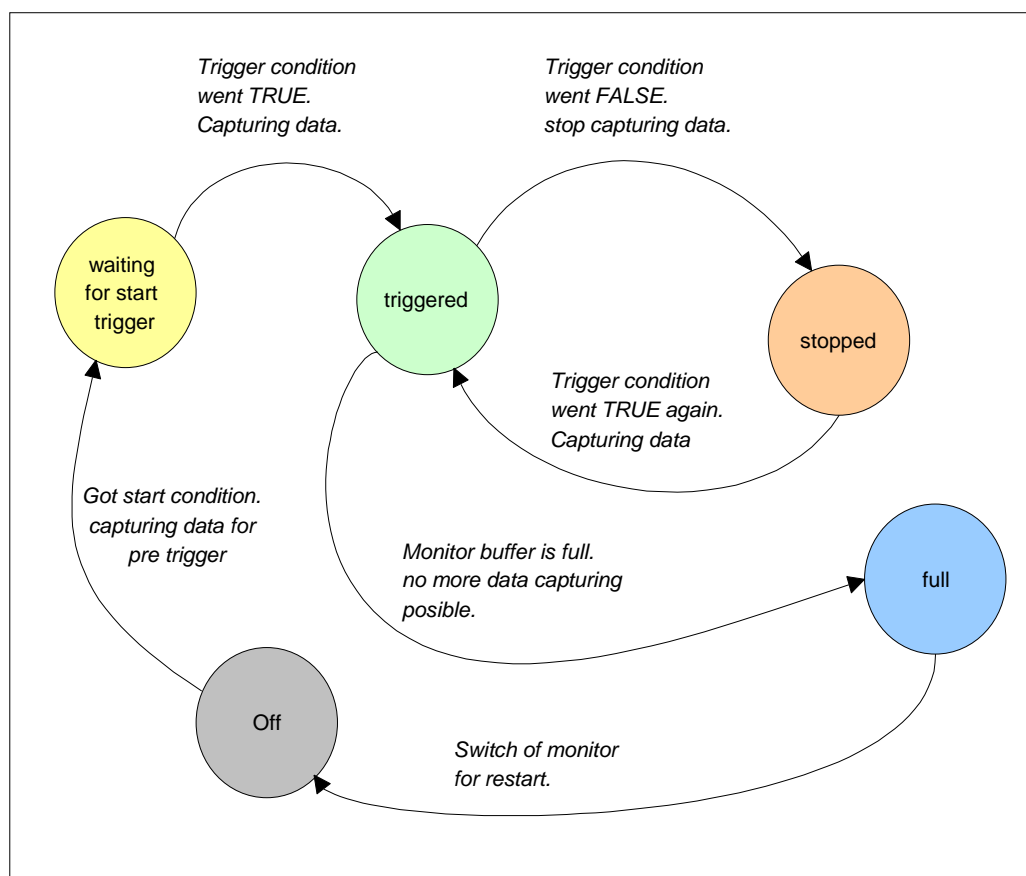 Trigger condition
went TRUE.
Capturing data.
Trigger condition
went FALSE.
stop capturing data.
waiting
for start
trigger
triggered
stopped
Trigger condition
went TRUE again.
Capturing data
Got start condition.
capturing data for
pre trigger
Monitor buffer is full.
no more data capturing
posible.
full
Off
Switch of monitor
for restart.